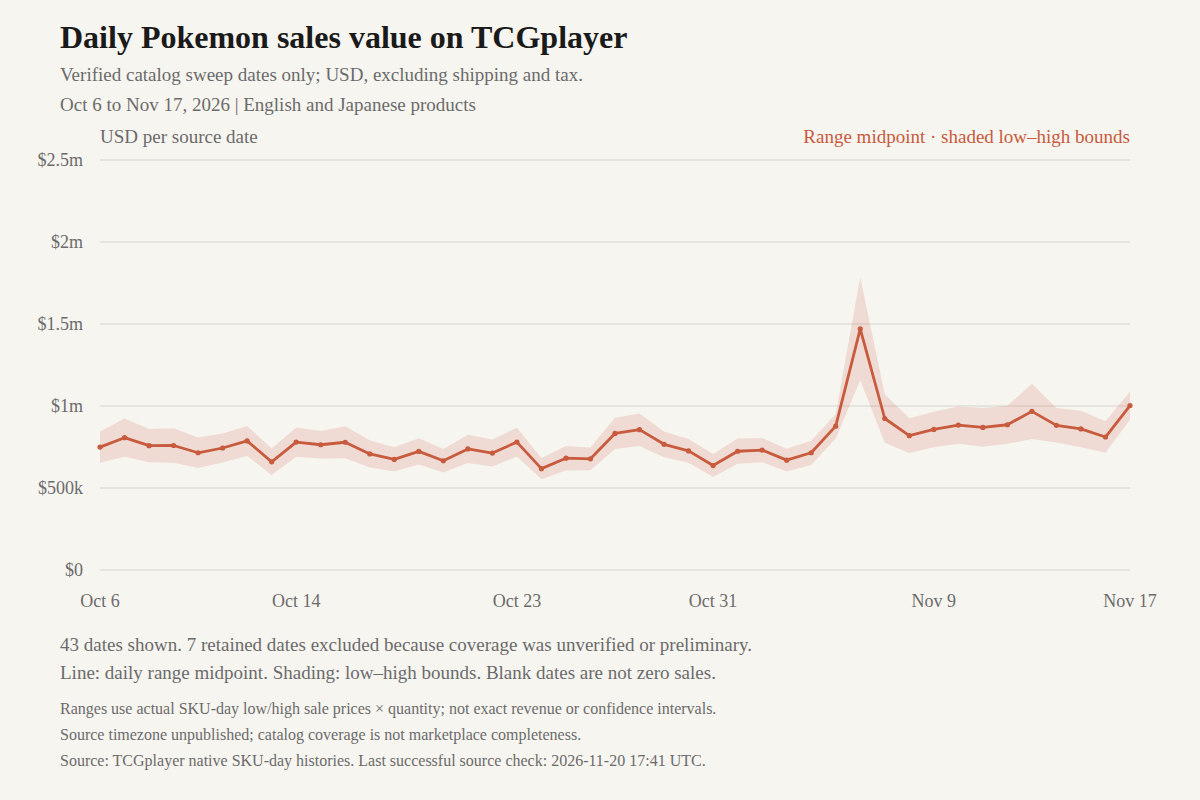 Daily Pokemon sales value on TCGplayer
Verified catalog sweep dates only; USD, excluding shipping and tax.
Oct 6 to Nov 17, 2026 | English and Japanese products
USD per source date
Range midpoint · shaded low–high bounds
$2.5m
$2m
$1.5m
$1m
$500k
$0
Oct 6
Oct 14
Oct 23
Oct 31
Nov 9
Nov 17
43 dates shown. 7 retained dates excluded because coverage was unverified or preliminary.
Line: daily range midpoint. Shading: low–high bounds. Blank dates are not zero sales.
Ranges use actual SKU-day low/high sale prices × quantity; not exact revenue or confidence intervals.
Source timezone unpublished; catalog coverage is not marketplace completeness.
Source: TCGplayer native SKU-day histories. Last successful source check: 2026-11-20 17:41 UTC.